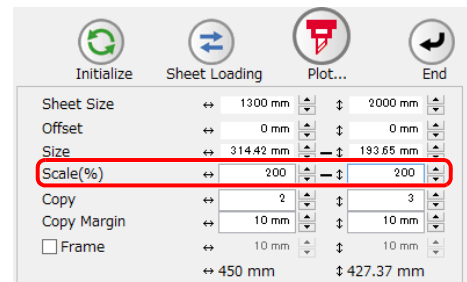 Initialize Sheet Loading Plot... End
Sheet Size ↔ 1300 mm ↕ 2000 mm
Offset ↔ 0 mm ↕ 0 mm
Size ↔ 314.42 mm ↕ 193.65 mm
Scale(%) ↔ 200 ↕ 200
Copy ↔ 2 ↕ 3
Copy Margin ↔ 10 mm ↕ 10 mm
Frame ↔ 10 mm ↕ 10 mm
↔ 450 mm ↕ 427.37 mm